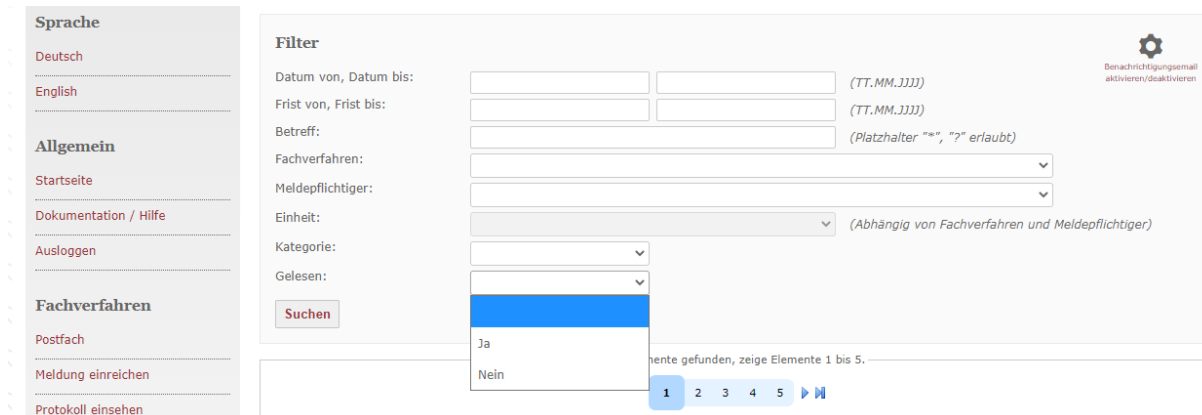 Sprache
Deutsch
English
Allgemein
Startseite
Dokumentation / Hilfe
Ausloggen
Fachverfahren
Postfach
Meldung einreichen
Protokoll einsehen
Filter
Benachrichtigungsemail
aktivieren/deaktivieren
Datum von, Datum bis: (TT.MM.JJJJ)
Frist von, Frist bis: (TT.MM.JJJJ)
Betreff: (Platzhalter "*", "?" erlaubt)
Fachverfahren:
Meldepflichtiger:
Einheit: (Abhängig von Fachverfahren und Meldepflichtiger)
Kategorie:
Gelesen:
Suchen
Ja
Nein
gefunden, zeige Elemente 1 bis 5.
1 2 3 4 5